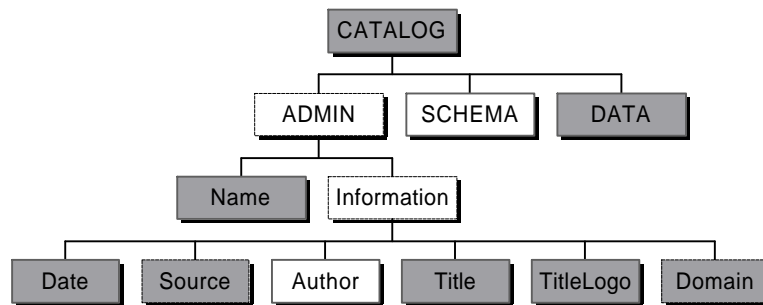 CATALOG
ADMIN SCHEMA DATA
Name Information
Date Source Author Title TitleLogo Domain